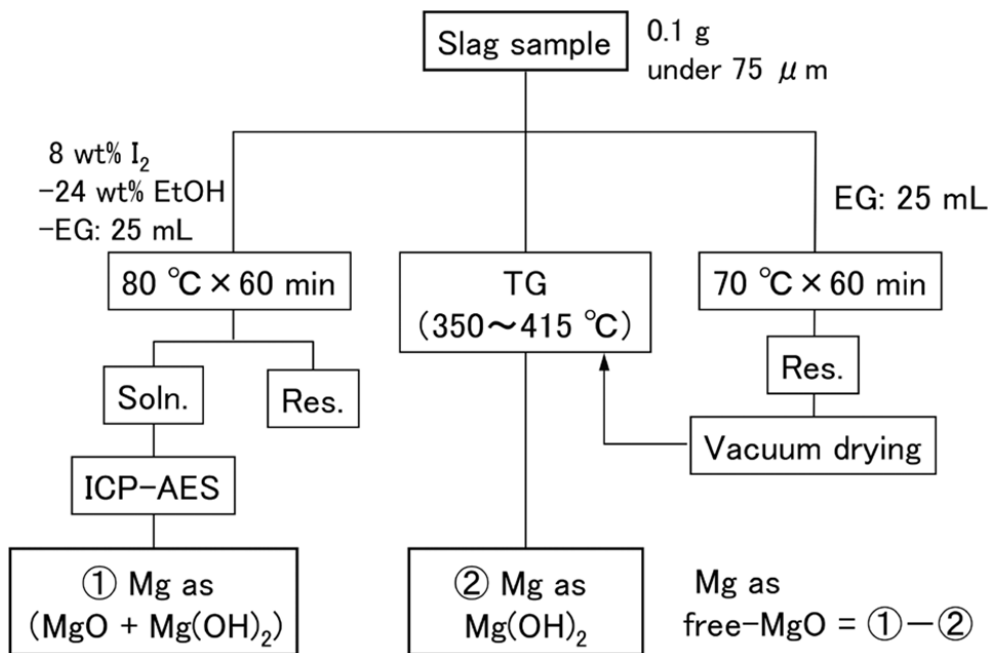 Slag sample
0.1 g
under 75 μm
8 wt% I₂
-24 wt% EtOH
-EG: 25 mL
EG: 25 mL
80 ℃ × 60 min
TG
(350～415 ℃)
70 ℃ × 60 min
Soln.
Res.
Res.
Vacuum drying
ICP-AES
① Mg as
(MgO + Mg(OH)₂)
② Mg as
Mg(OH)₂
Mg as
free-MgO = ①－②